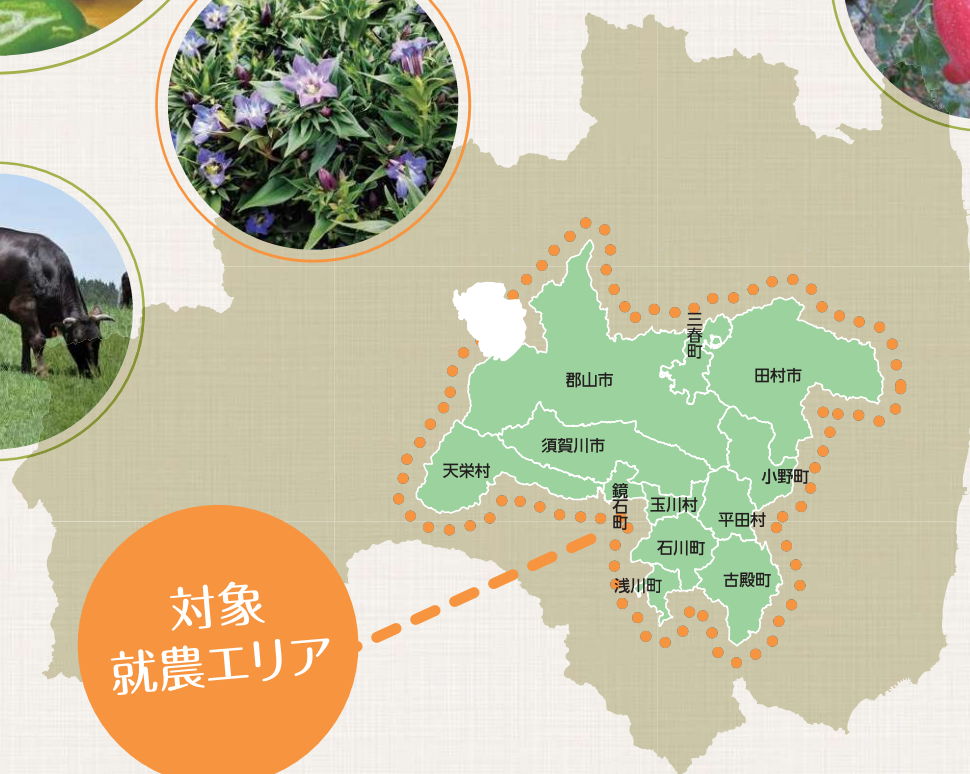 三春町
郡山市
田村市
須賀川市
天栄村
小野町
鏡石町
玉川村
平田村
石川町
古殿町
浅川町
対象
就農エリア